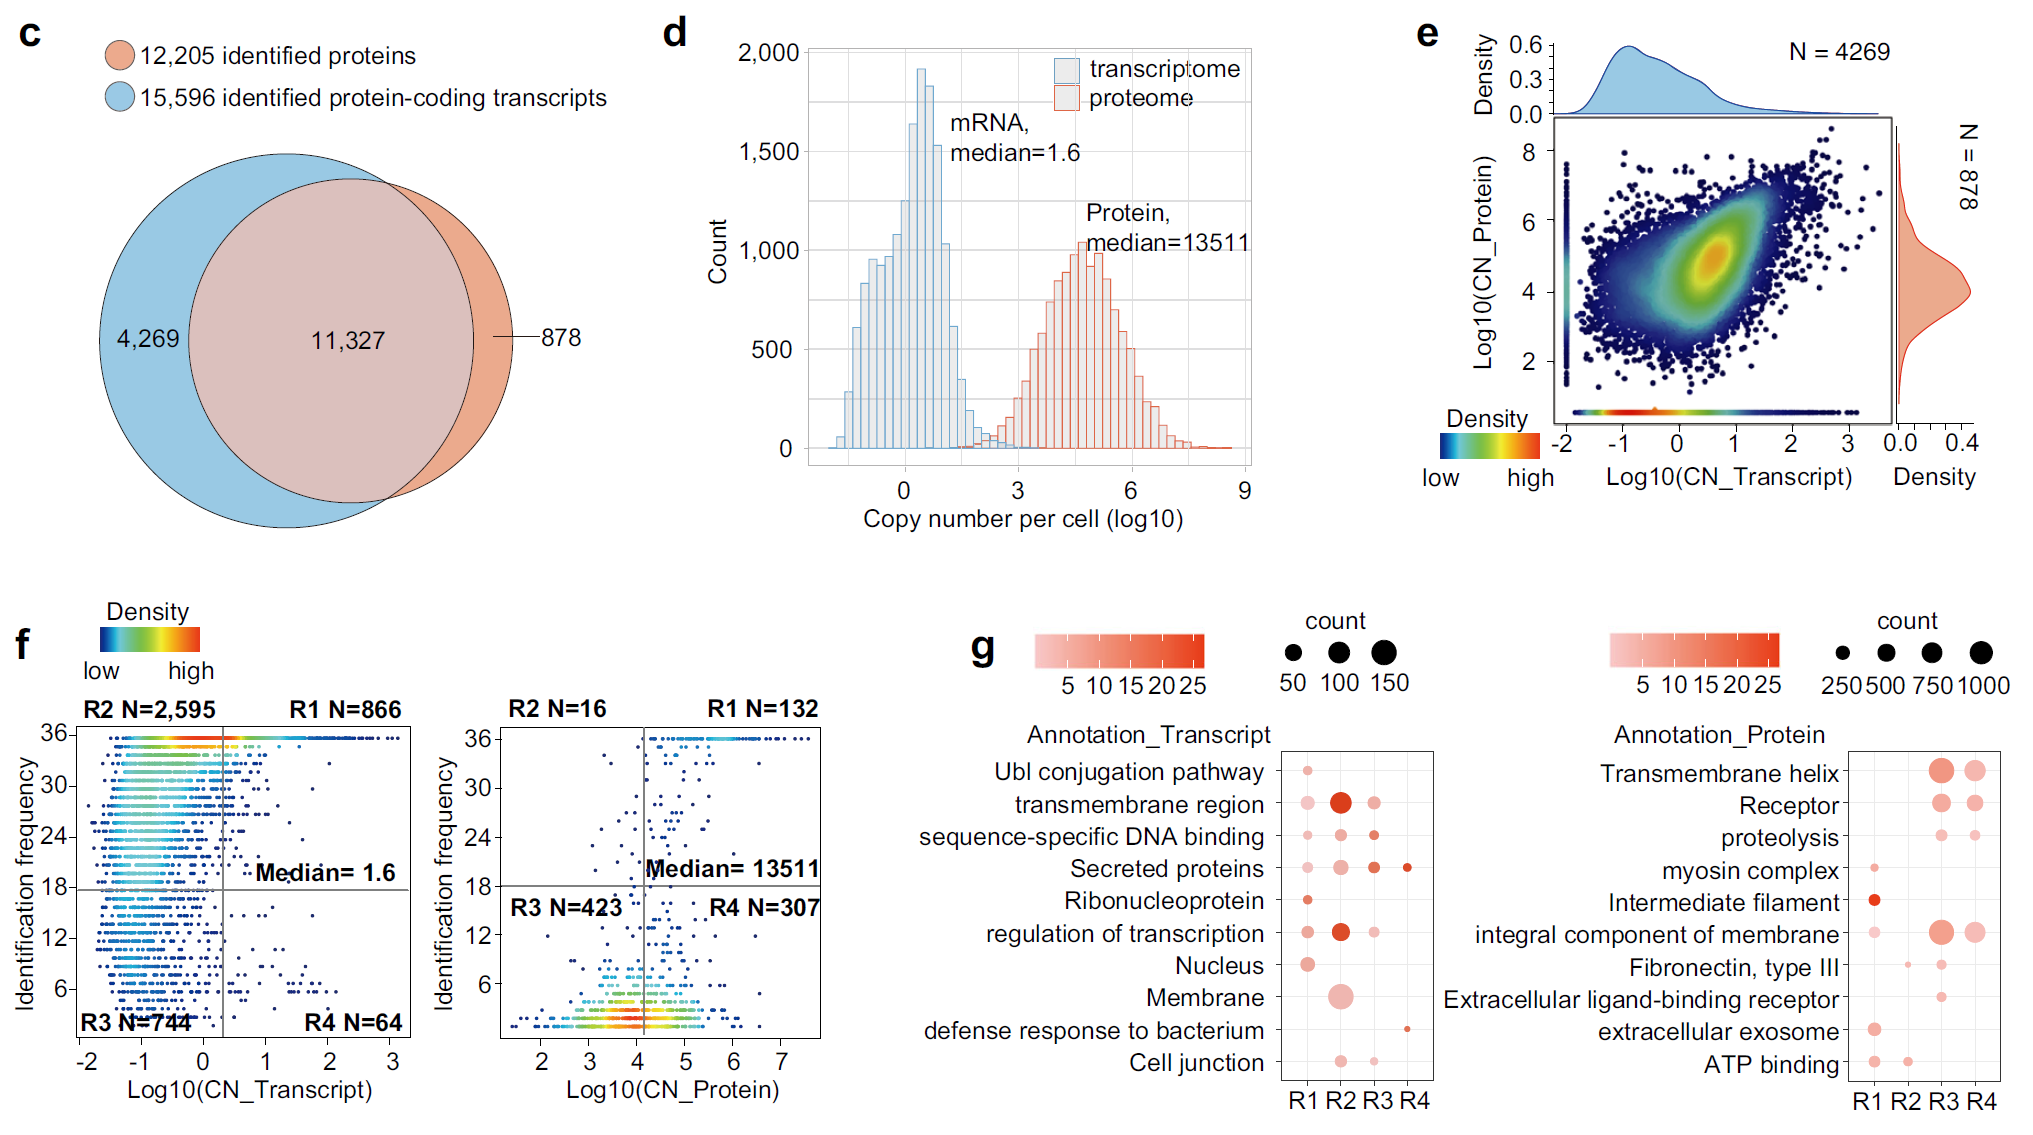 c
12,205 identified proteins
15,596 identified protein-coding transcripts
4,269
11,327
878
d
2,000
1,500
1,000
500
0
Count
transcriptome
proteome
mRNA,
median=1.6
Protein,
median=13511
0 3 6 9
Copy number per cell (log10)
e
Density
0.6
0.3
0.0
N = 4269
N = 878
Log10(CN_Protein)
8
6
4
2
Density
low high
-2 -1 0 1 2 3
Log10(CN_Transcript)
0.0 0.4
Density
f
Density
low high
R2 N=2,595 R1 N=866
Identification frequency
36
30
24
18
12
6
Median= 1.6
R3 N=744 R4 N=64
-2 -1 0 1 2 3
Log10(CN_Transcript)
R2 N=16 R1 N=132
Identification frequency
36
30
24
18
12
6
Median= 13511
R3 N=423 R4 N=307
2 3 4 5 6 7
Log10(CN_Protein)
g
5 10 15 20 25
count
50 100 150
Annotation_Transcript
Ubl conjugation pathway
transmembrane region
sequence-specific DNA binding
Secreted proteins
Ribonucleoprotein
regulation of transcription
Nucleus
Membrane
defense response to bacterium
Cell junction
R1 R2 R3 R4
5 10 15 20 25
count
250 500 750 1000
Annotation_Protein
Transmembrane helix
Receptor
proteolysis
myosin complex
Intermediate filament
integral component of membrane
Fibronectin, type III
Extracellular ligand-binding receptor
extracellular exosome
ATP binding
R1 R2 R3 R4